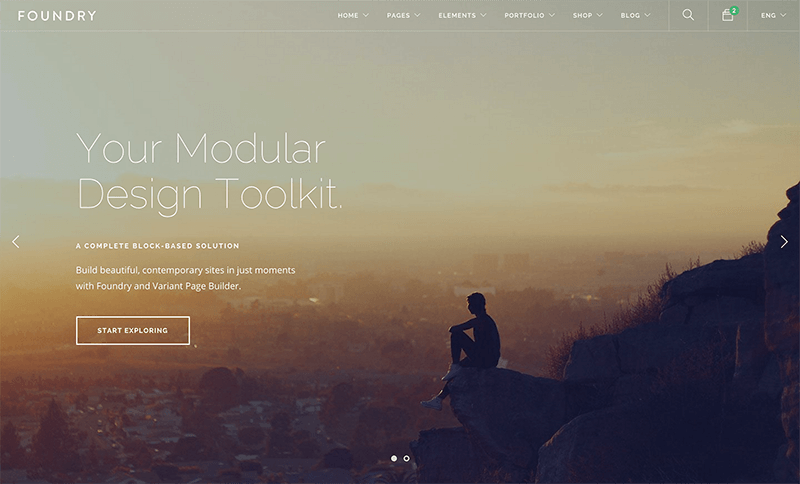 FOUNDRY
HOME PAGES ELEMENTS PORTFOLIO SHOP BLOG 2 ENG
Your Modular
Design Toolkit.
A COMPLETE BLOCK-BASED SOLUTION
Build beautiful, contemporary sites in just moments
with Foundry and Variant Page Builder.
START EXPLORING